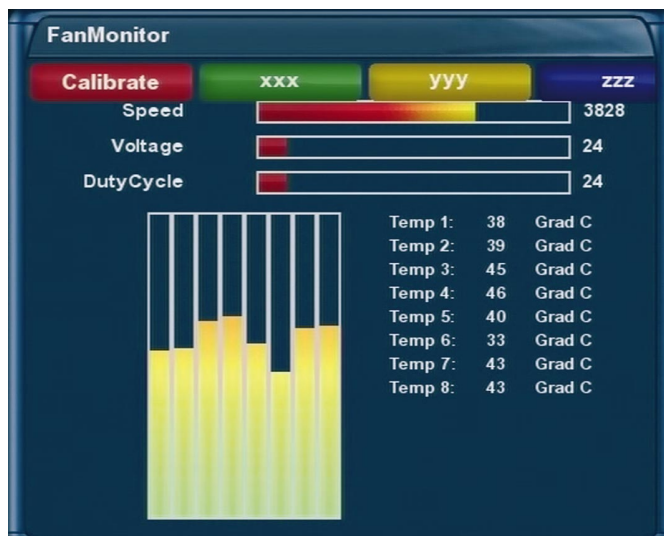 FanMonitor
Calibrate xxx yyy zzz
Speed 3828
Voltage 24
DutyCycle 24
Temp 1: 38 Grad C
Temp 2: 39 Grad C
Temp 3: 45 Grad C
Temp 4: 46 Grad C
Temp 5: 40 Grad C
Temp 6: 33 Grad C
Temp 7: 43 Grad C
Temp 8: 43 Grad C